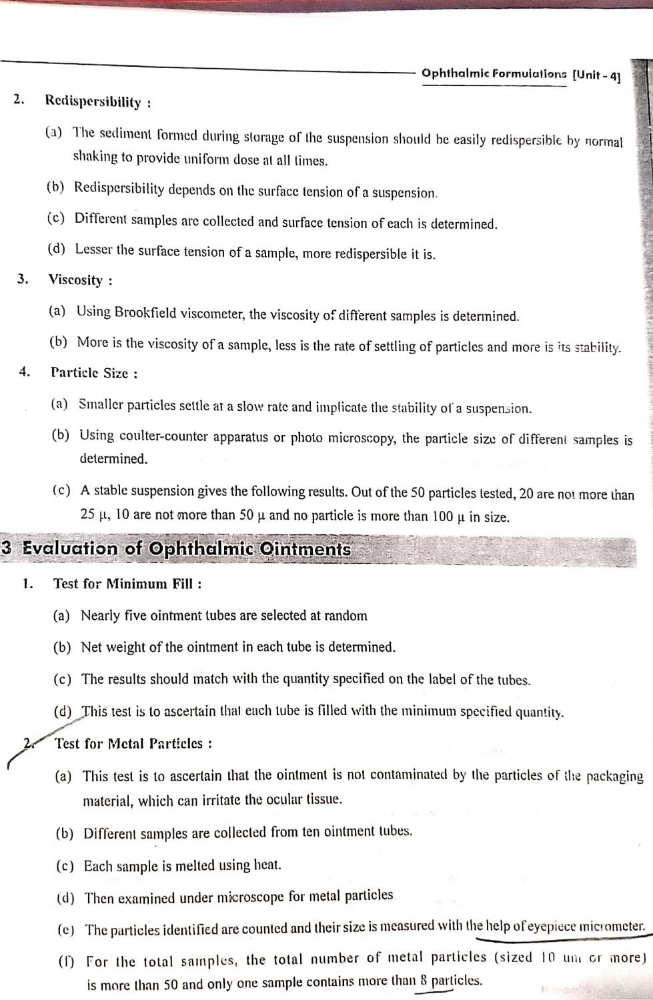 Ophthalmic Formulations [Unit - 4]
2. Redispersibility :
(a) The sediment formed during storage of the suspension should be easily redispersible by normal
shaking to provide uniform dose at all times.
(b) Redispersibility depends on the surface tension of a suspension.
(c) Different samples are collected and surface tension of each is determined.
(d) Lesser the surface tension of a sample, more redispersible it is.
3. Viscosity :
(a) Using Brookfield viscometer, the viscosity of different samples is determined.
(b) More is the viscosity of a sample, less is the rate of settling of particles and more is its stability.
4. Particle Size :
(a) Smaller particles settle at a slow rate and implicate the stability of a suspension.
(b) Using coulter-counter apparatus or photo microscopy, the particle size of different samples is
determined.
(c) A stable suspension gives the following results. Out of the 50 particles tested, 20 are not more than
25 μ, 10 are not more than 50 μ and no particle is more than 100 μ in size.
3 Evaluation of Ophthalmic Ointments
1. Test for Minimum Fill :
(a) Nearly five ointment tubes are selected at random
(b) Net weight of the ointment in each tube is determined.
(c) The results should match with the quantity specified on the label of the tubes.
(d) This test is to ascertain that each tube is filled with the minimum specified quantity.
2. Test for Metal Particles :
(a) This test is to ascertain that the ointment is not contaminated by the particles of the packaging
material, which can irritate the ocular tissue.
(b) Different samples are collected from ten ointment tubes.
(c) Each sample is melted using heat.
(d) Then examined under microscope for metal particles
(e) The particles identified are counted and their size is measured with the help of eyepiece micrometer.
(f) For the total samples, the total number of metal particles (sized 10 um or more)
is more than 50 and only one sample contains more than 8 particles.